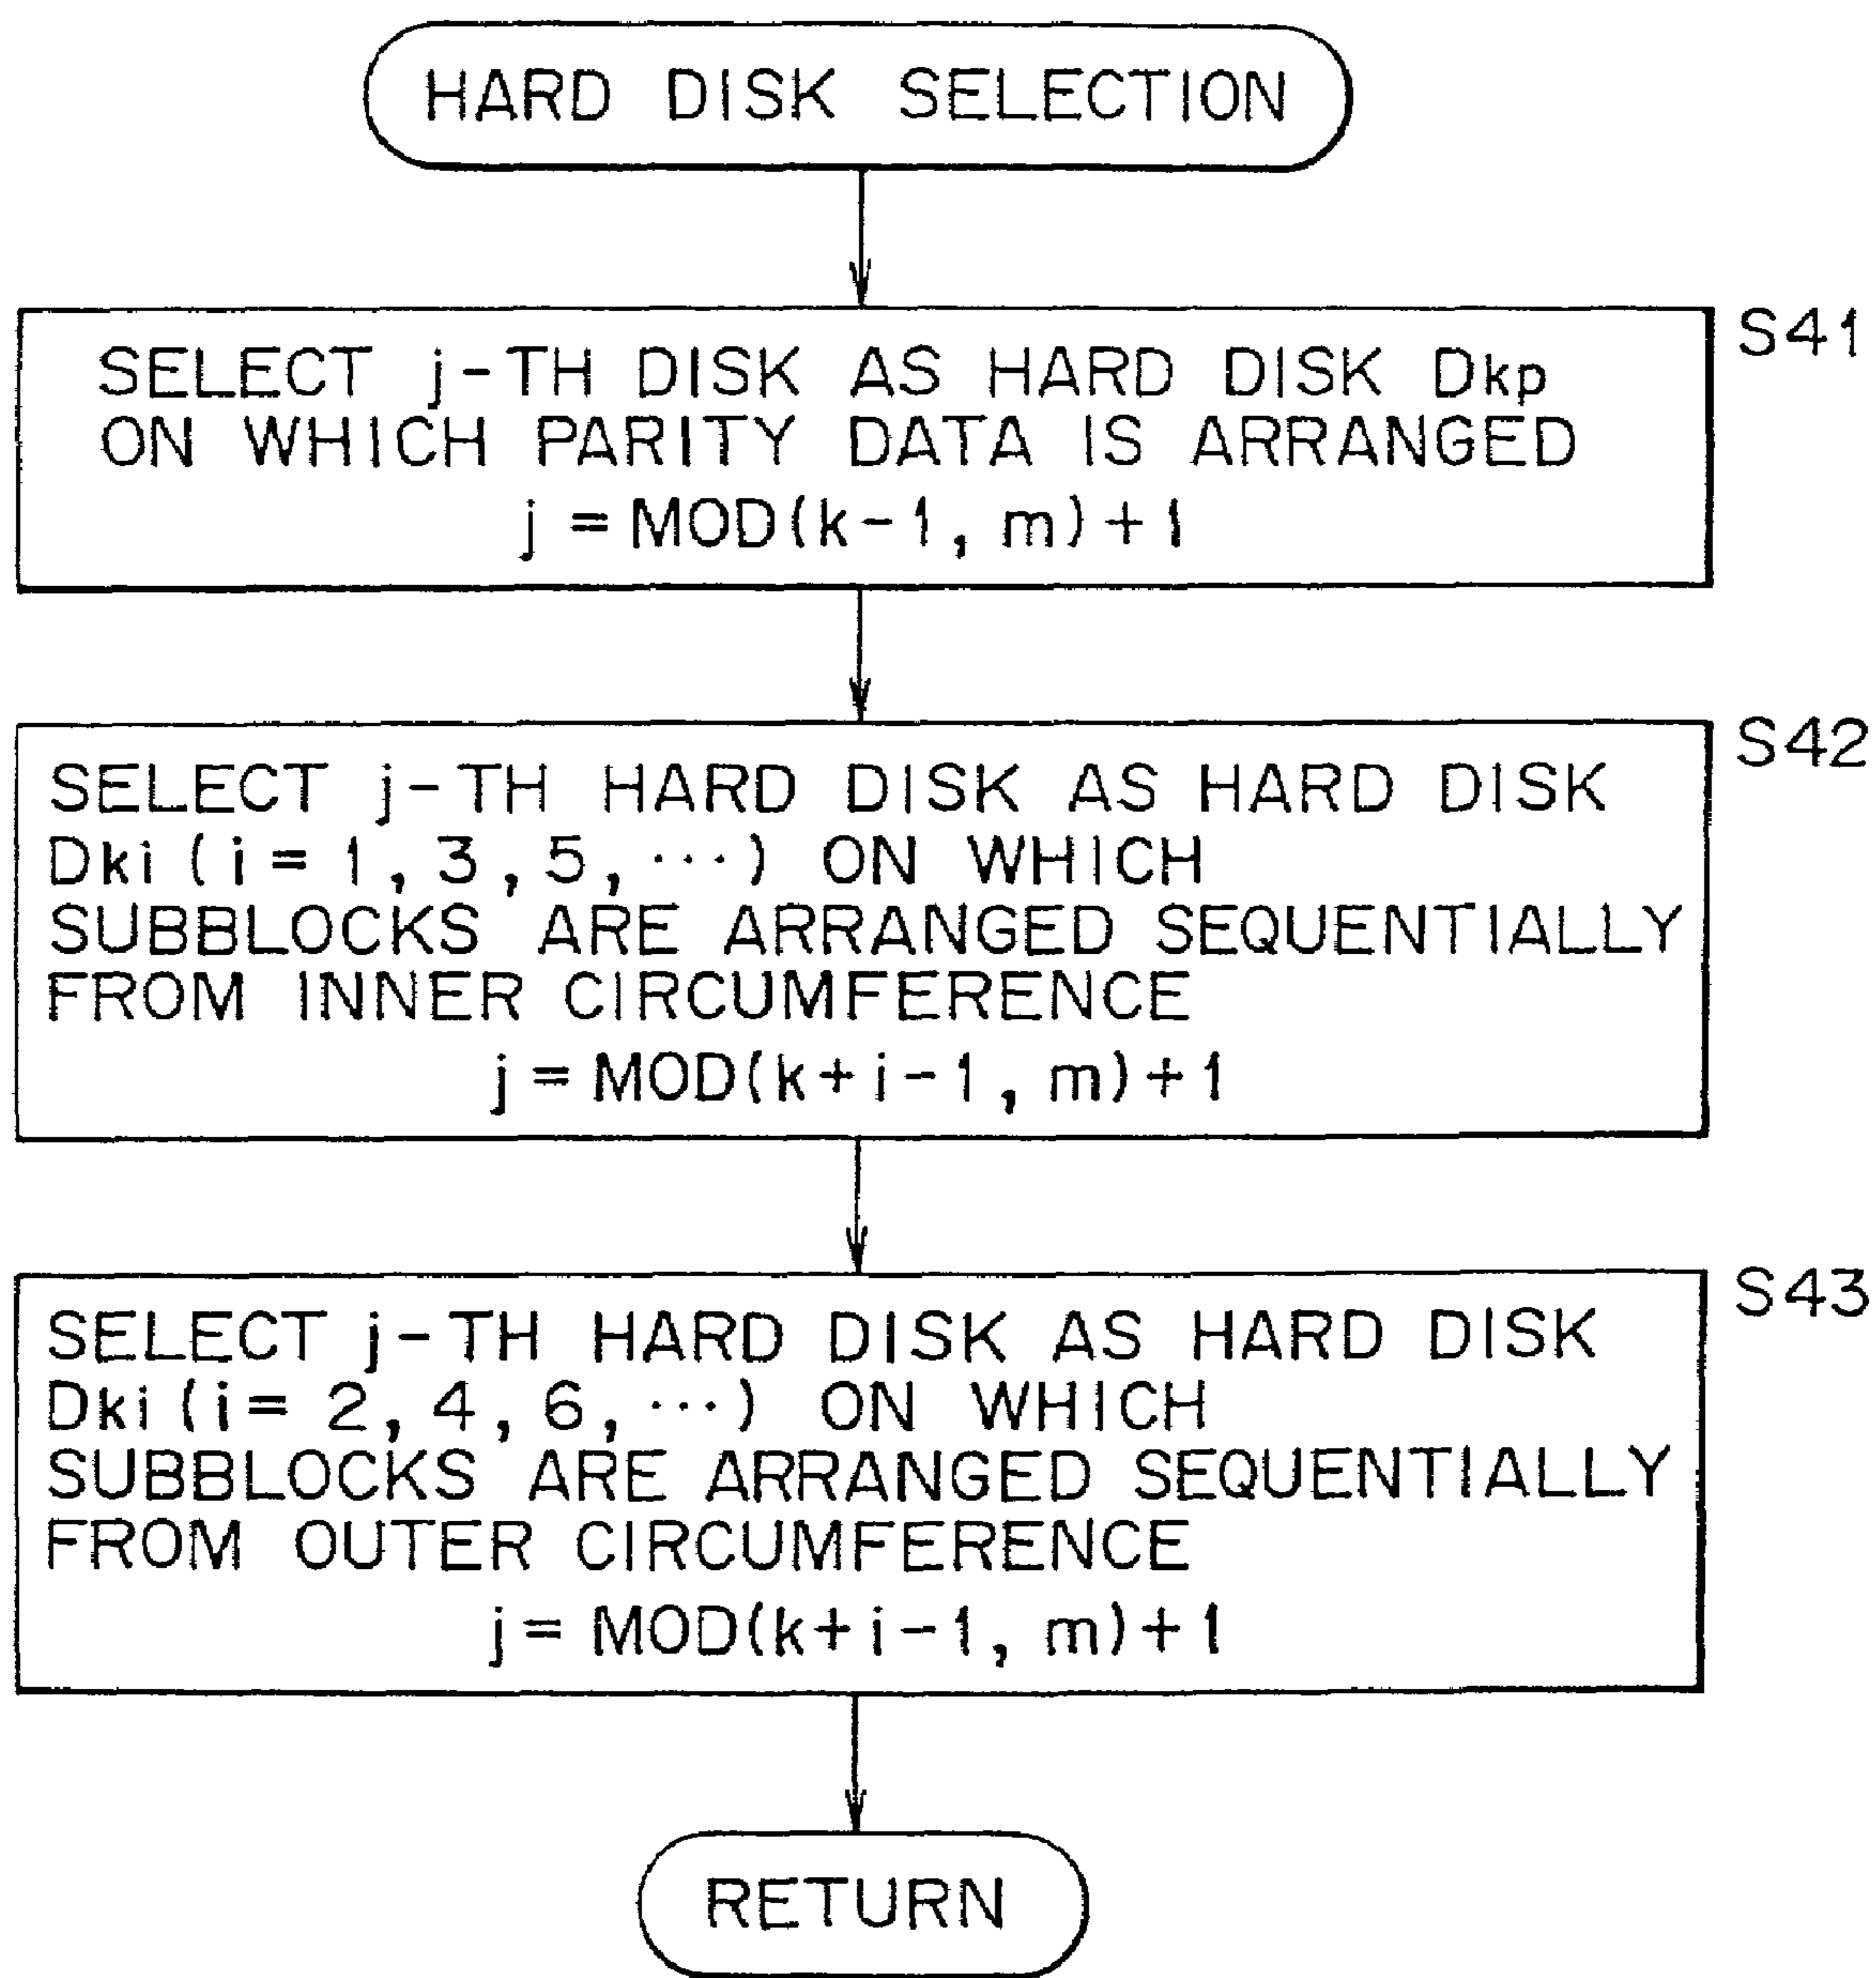 HARD DISK SELECTION
S41
SELECT j-TH DISK AS HARD DISK Dkp
ON WHICH PARITY DATA IS ARRANGED
j = MOD(k-1, m)+1
S42
SELECT j-TH HARD DISK AS HARD DISK
Dki (i = 1, 3, 5, ···) ON WHICH
SUBBLOCKS ARE ARRANGED SEQUENTIALLY
FROM INNER CIRCUMFERENCE
j = MOD(k+i-1, m)+1
S43
SELECT j-TH HARD DISK AS HARD DISK
Dki (i = 2, 4, 6, ···) ON WHICH
SUBBLOCKS ARE ARRANGED SEQUENTIALLY
FROM OUTER CIRCUMFERENCE
j = MOD(k+i-1, m)+1
RETURN